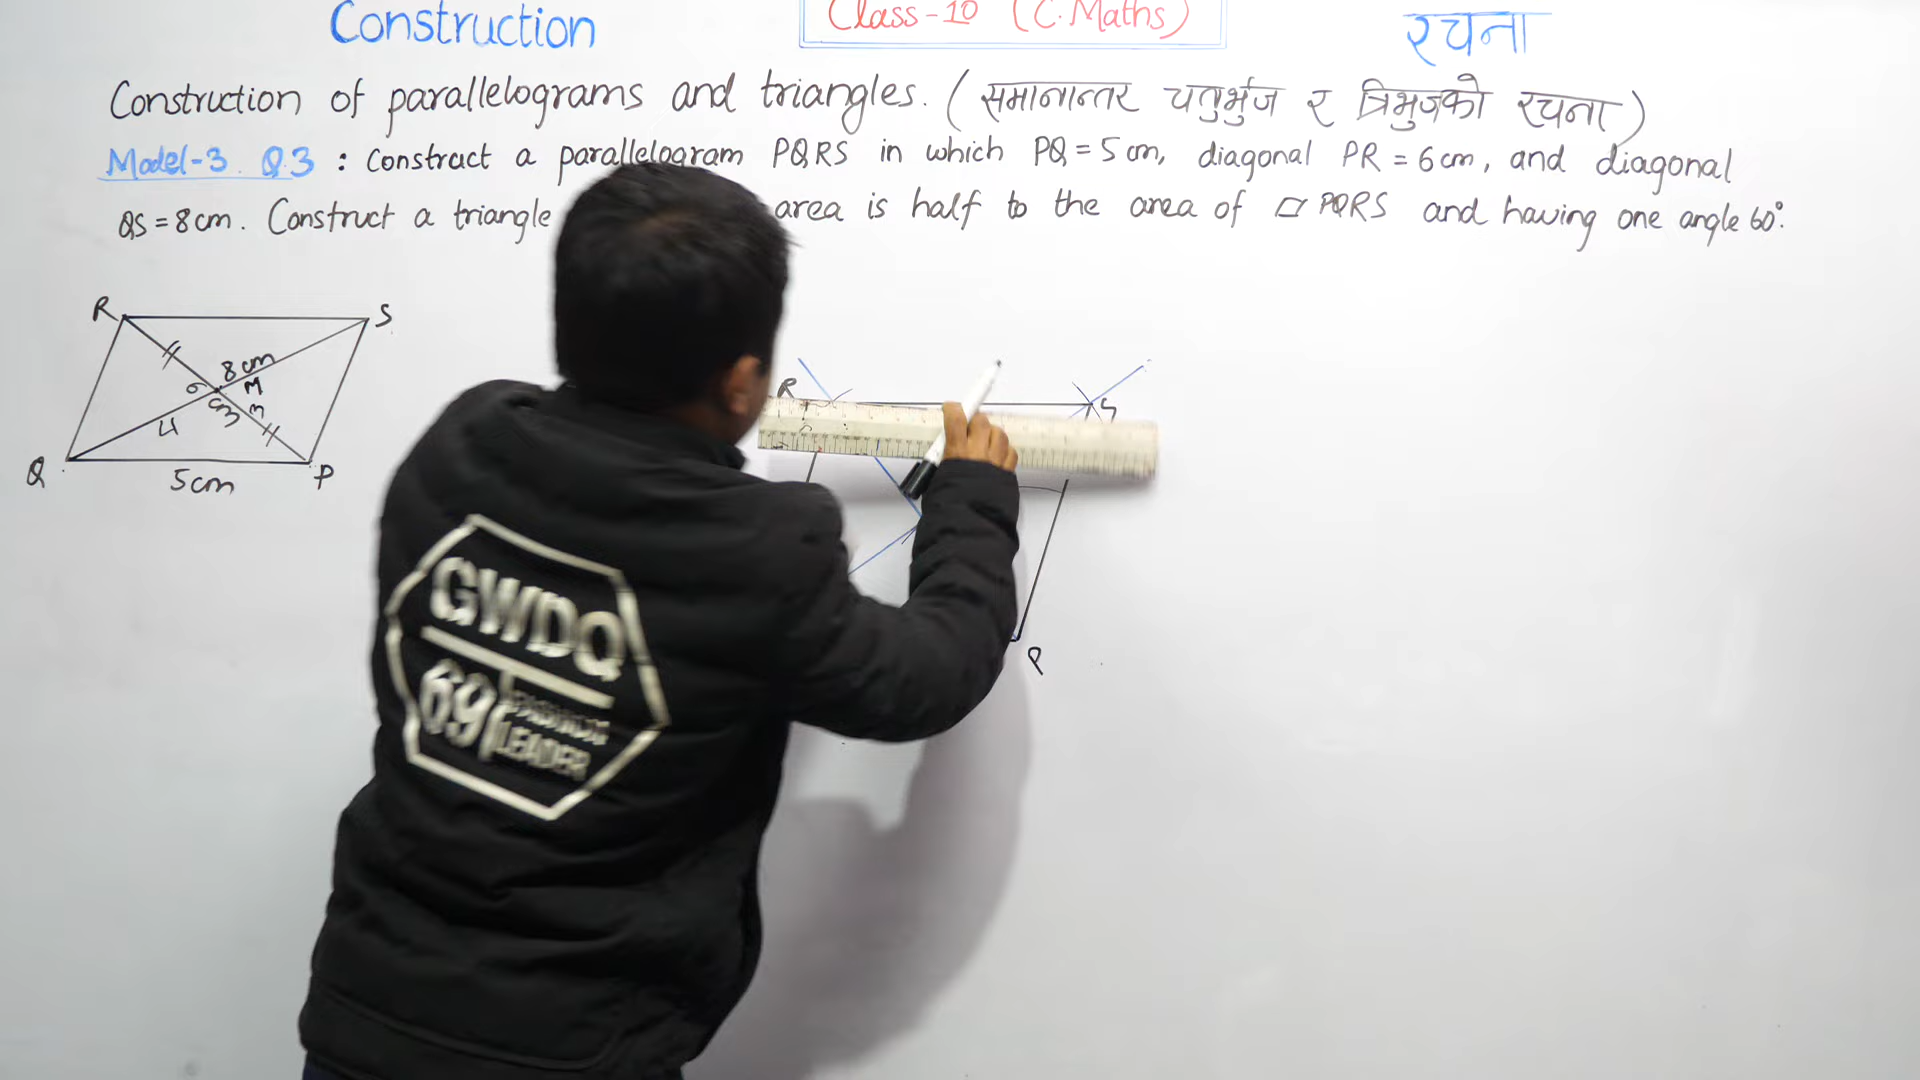 Construction
Class-10 (C.Maths)
रचना
Construction of parallelograms and triangles. (समानान्तर चतुर्भुज र त्रिभुजको रचना)
Model-3. Q.3 : Construct a parallelogram PQRS in which PQ = 5 cm, diagonal PR = 6 cm, and diagonal
QS = 8 cm. Construct a triangle area is half to the area of ▱ PQRS and having one angle 60°.
R S
8 cm
6 cm M
4 3
Q 5cm P
R S
P
GWDQ
69
LEADER